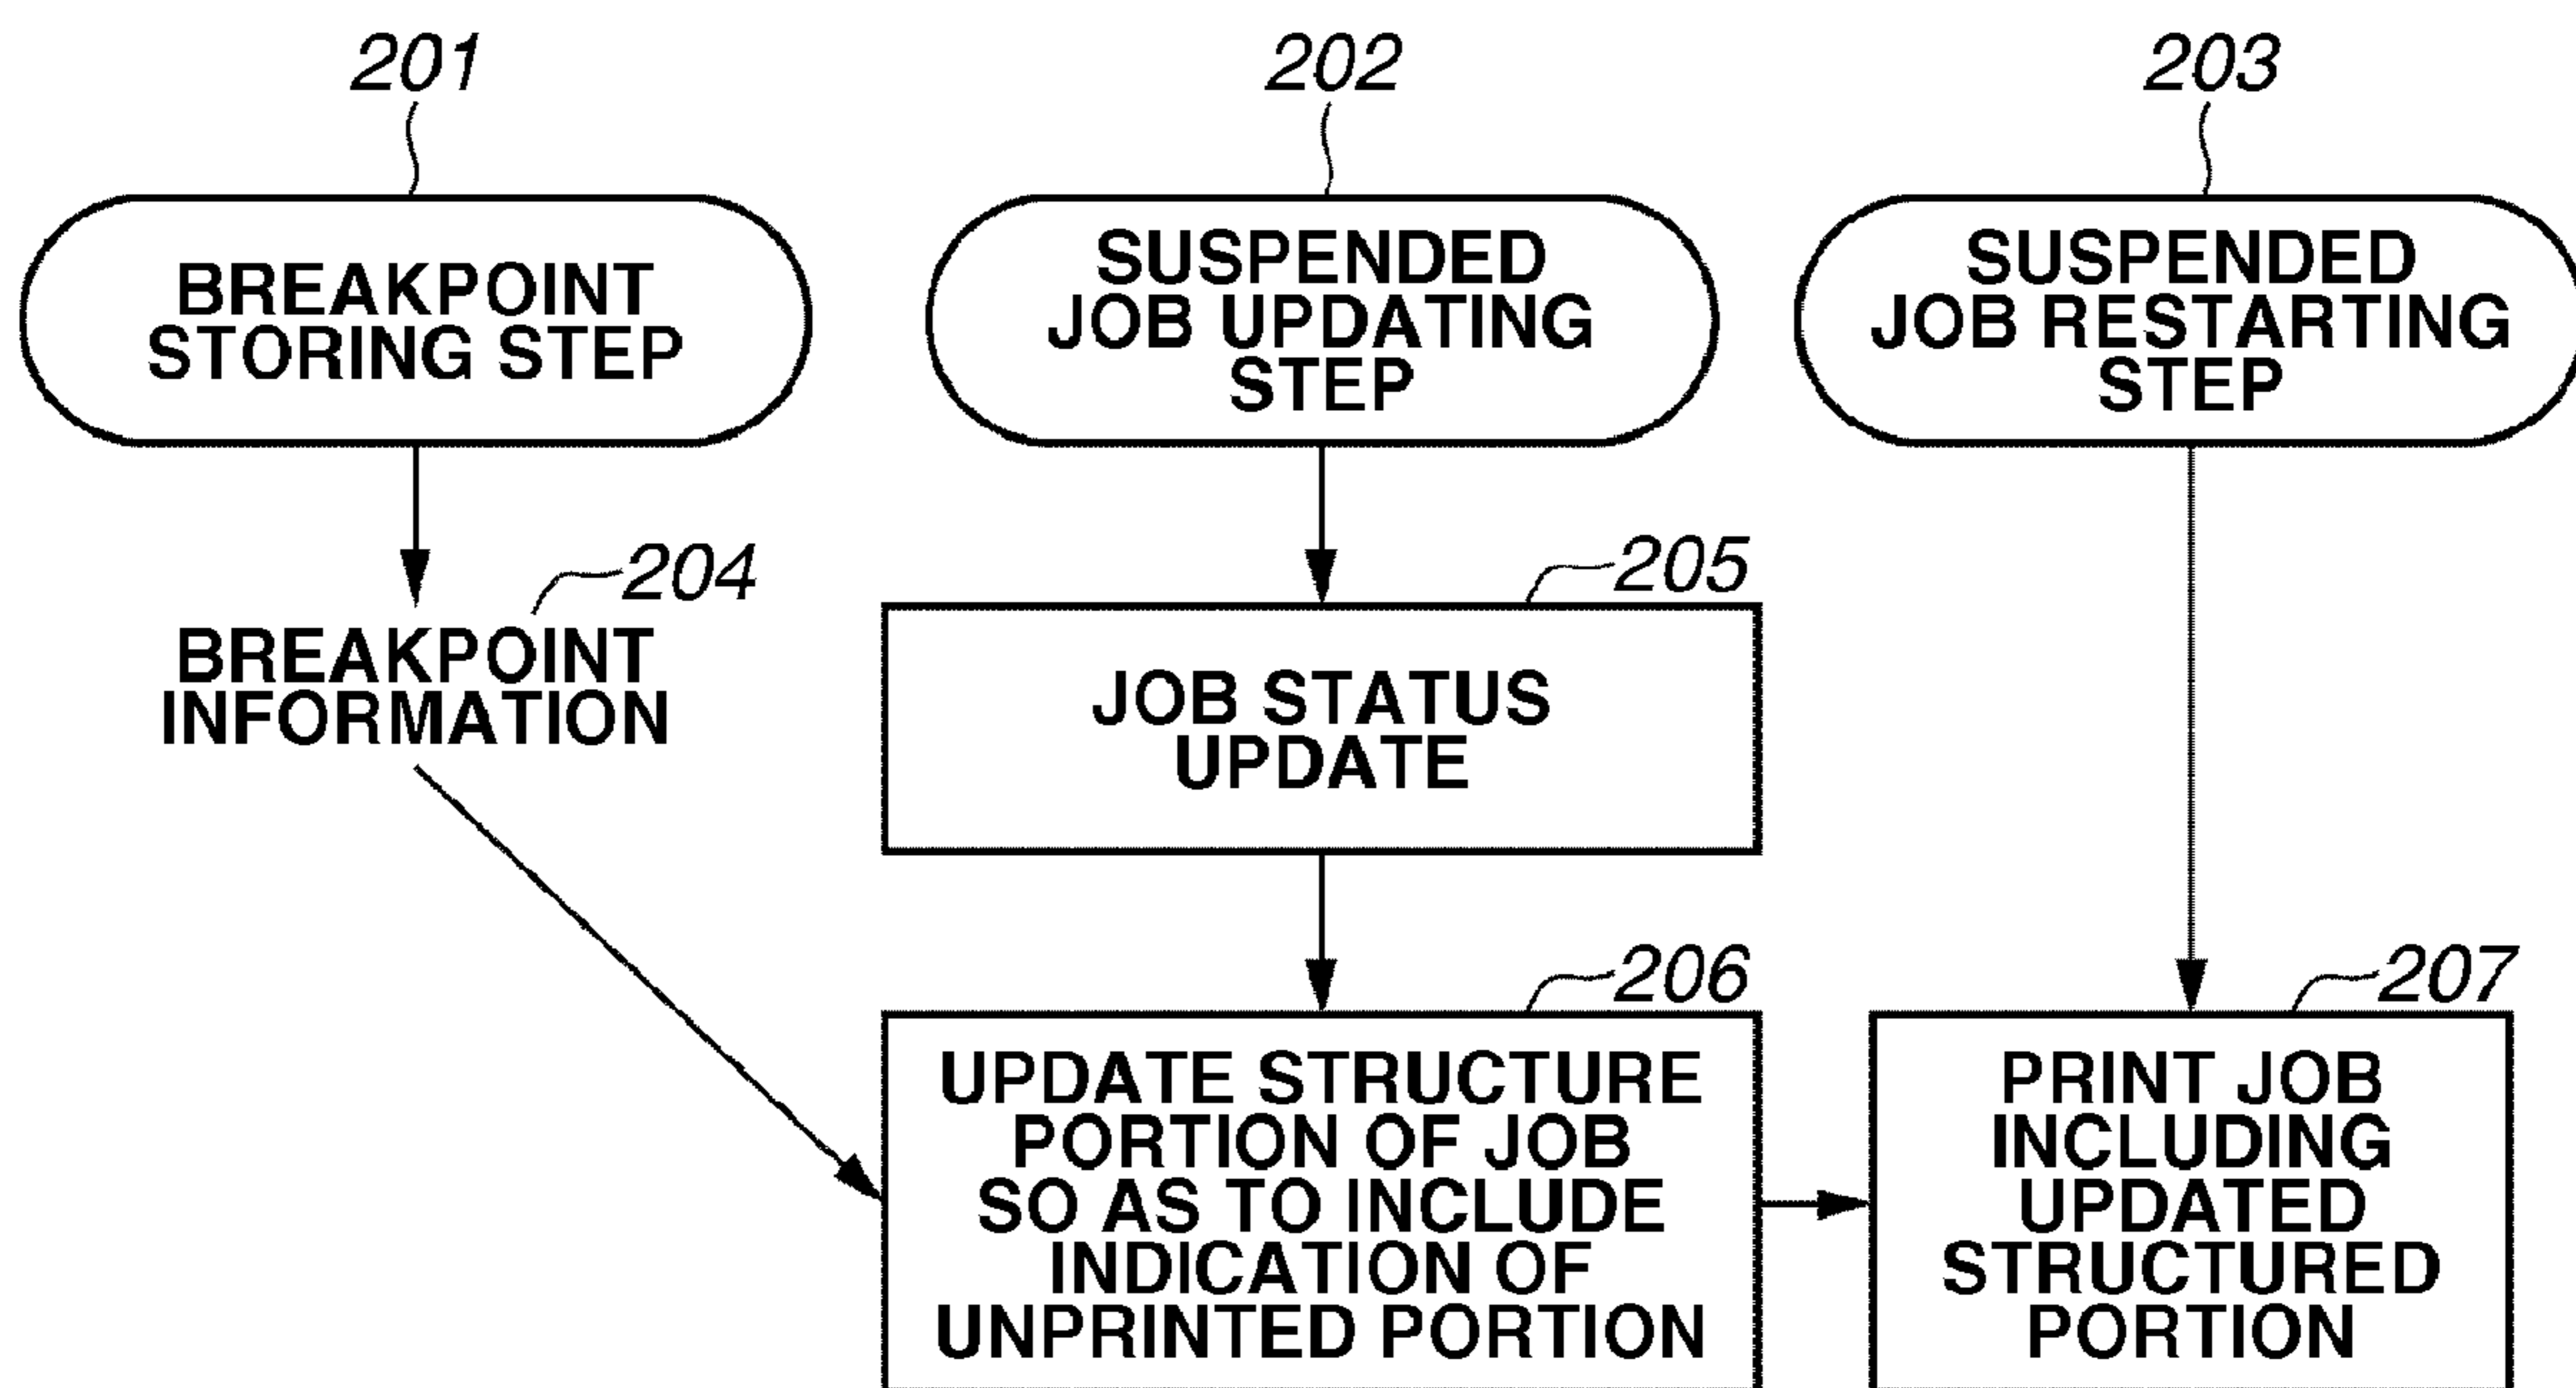 201
202
203
BREAKPOINT
STORING STEP
SUSPENDED
JOB UPDATING
STEP
SUSPENDED
JOB RESTARTING
STEP
204
BREAKPOINT
INFORMATION
205
JOB STATUS
UPDATE
206
UPDATE STRUCTURE
PORTION OF JOB
SO AS TO INCLUDE
INDICATION OF
UNPRINTED PORTION
207
PRINT JOB
INCLUDING
UPDATED
STRUCTURED
PORTION